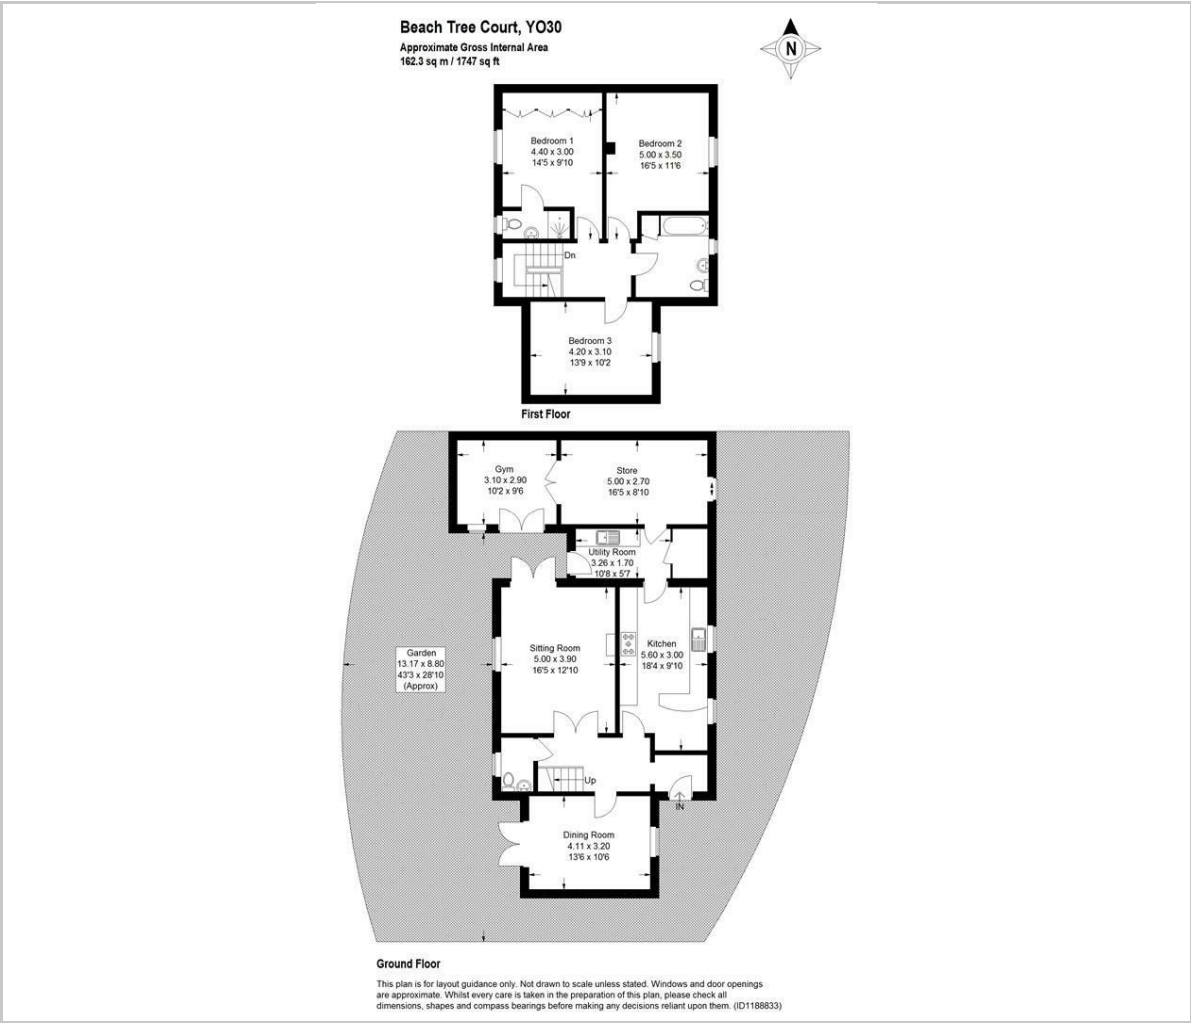 Beach Tree Court, YO30
Approximate Gross Internal Area
162.3 sq m / 1747 sq ft
N
Bedroom 1
4.40 x 3.00
14'5 x 9'10
Bedroom 2
5.00 x 3.50
16'5 x 11'6
Dn
Bedroom 3
4.20 x 3.10
13'9 x 10'2
First Floor
Gym
3.10 x 2.90
10'2 x 9'6
Store
5.00 x 2.70
16'5 x 8'10
Utility Room
3.26 x 1.70
10'8 x 5'7
Sitting Room
5.00 x 3.90
16'5 x 12'10
Kitchen
5.60 x 3.00
18'4 x 9'10
Garden
13.17 x 8.80
43'3 x 28'10
(Approx)
Up
IN
Dining Room
4.11 x 3.20
13'6 x 10'6
Ground Floor
This plan is for layout guidance only. Not drawn to scale unless stated. Windows and door openings
are approximate. Whilst every care is taken in the preparation of this plan, please check all
dimensions, shapes and compass bearings before making any decisions reliant upon them. (ID1188833)